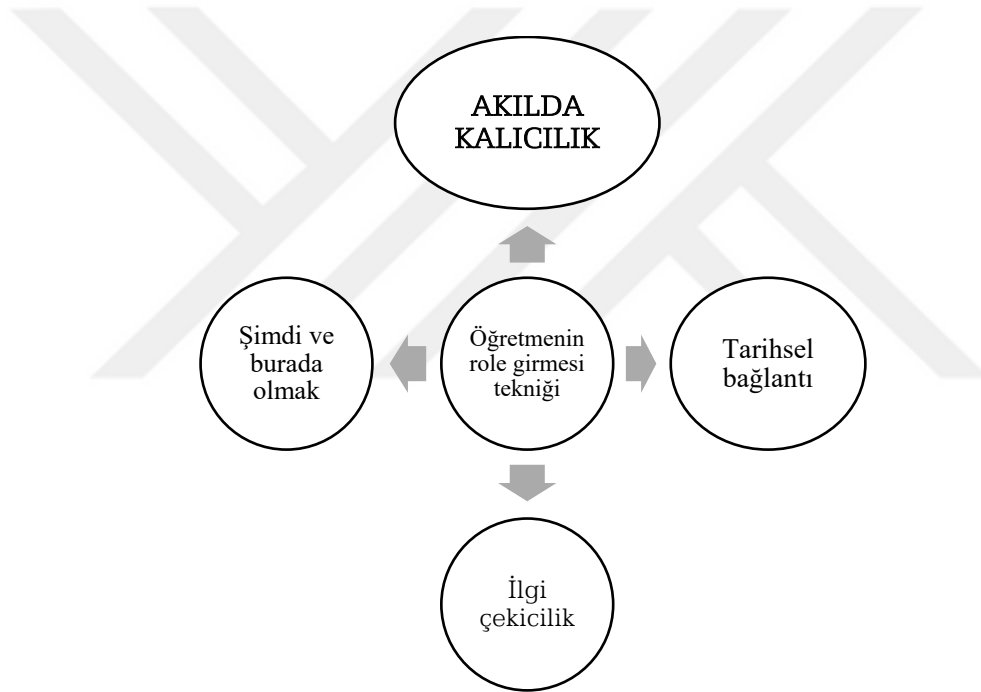 AKILDA
KALICILIK
Şimdi ve
burada
olmak
Öğretmenin
role girmesi
tekniği
Tarihsel
bağlantı
İlgi
çekicilik